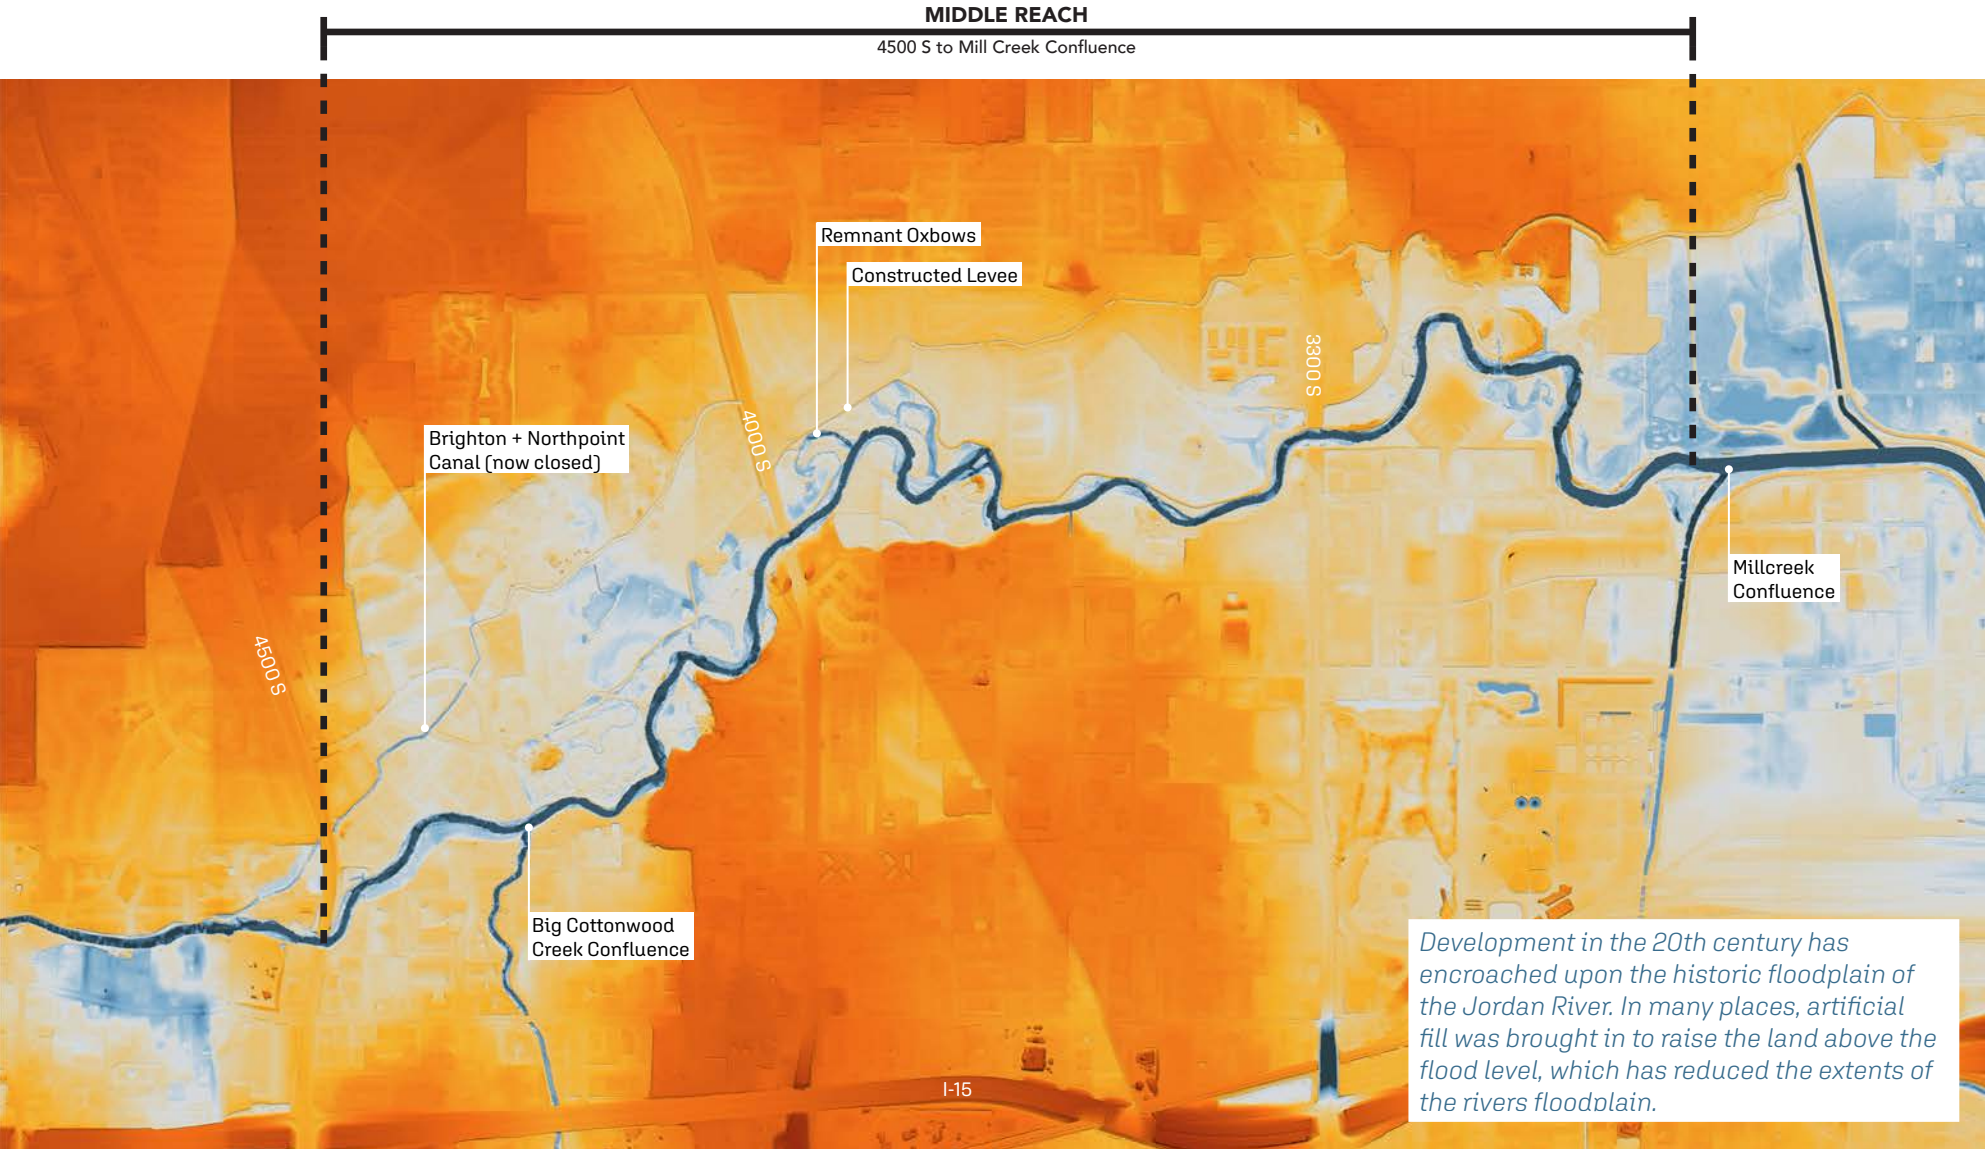 MIDDLE REACH
4500 S to Mill Creek Confluence
Remnant Oxbows
Constructed Levee
3300 S
4000 S
Brighton + Northpoint
Canal (now closed)
Millcreek
Confluence
4500 S
Big Cottonwood
Creek Confluence
I-15
Development in the 20th century has
encroached upon the historic floodplain of
the Jordan River. In many places, artificial
fill was brought in to raise the land above the
flood level, which has reduced the extents of
the rivers floodplain.